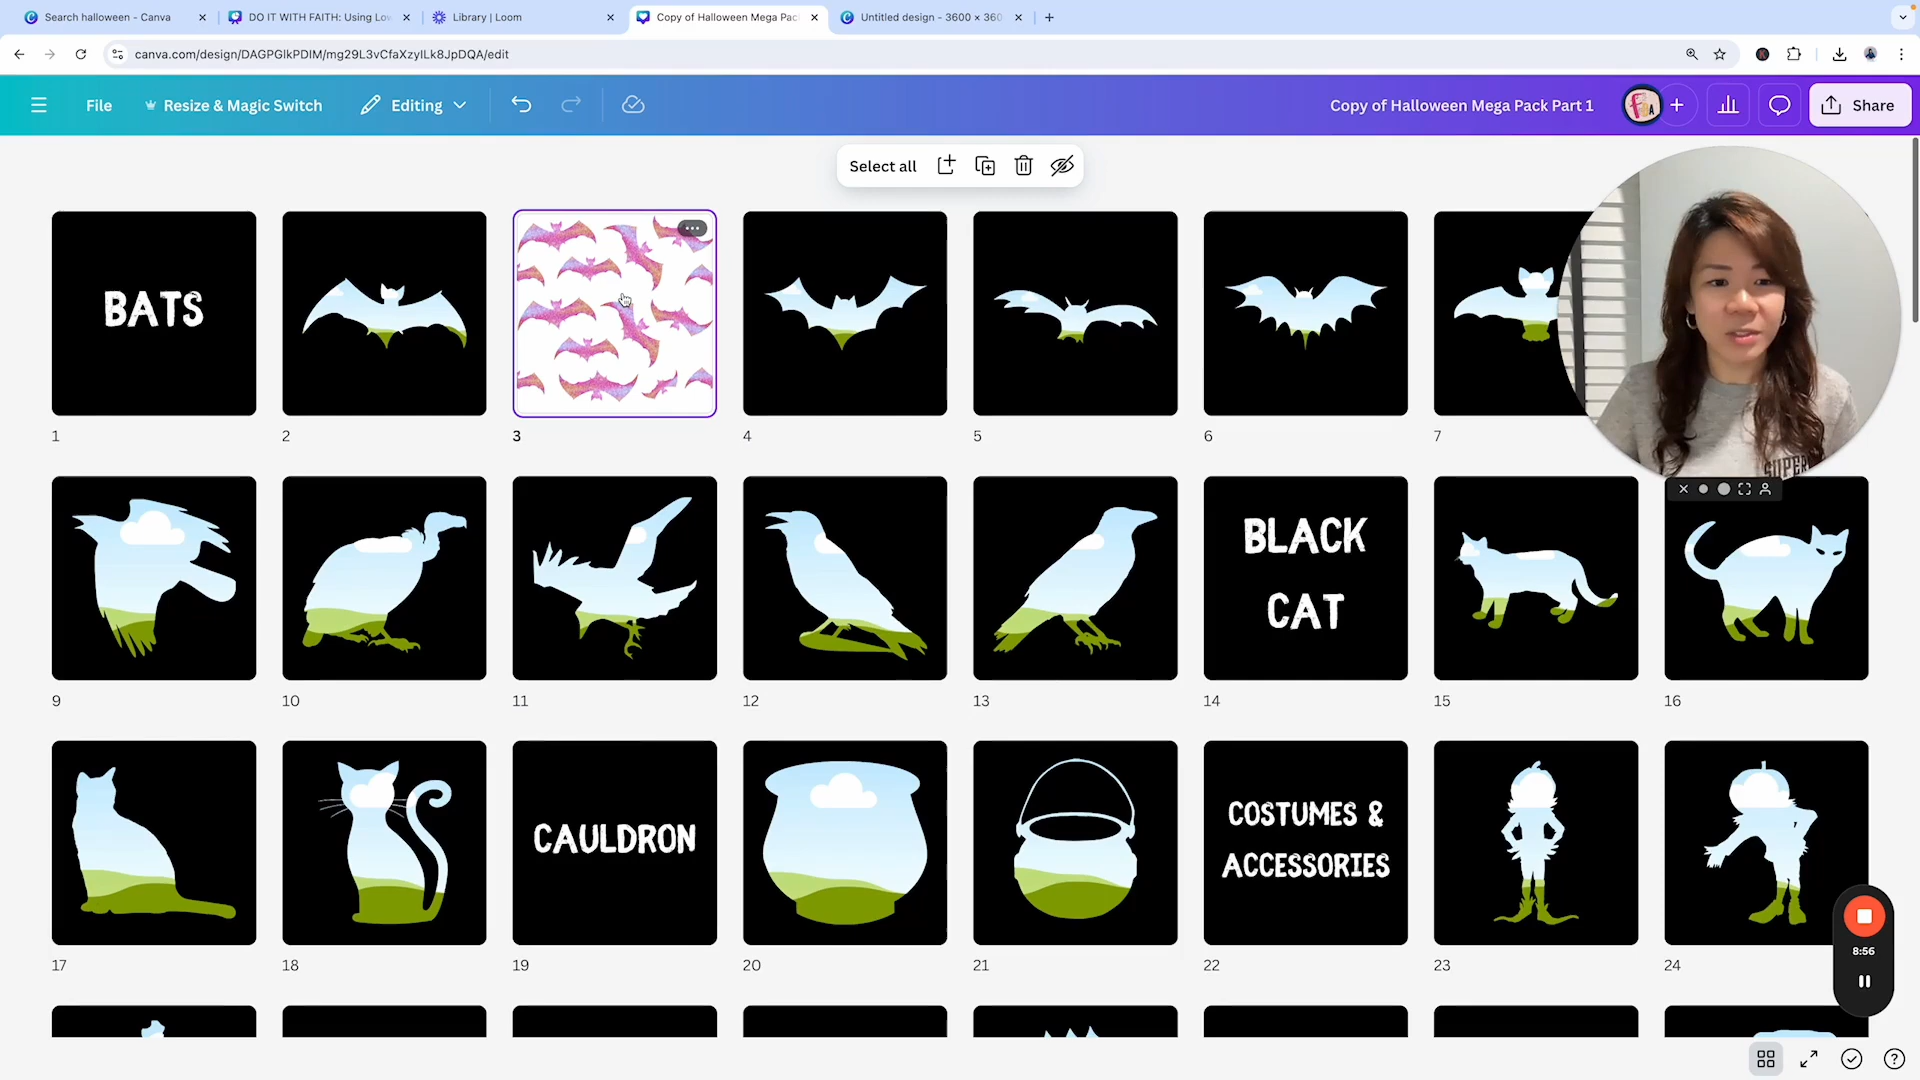 Search halloween - Canva
DO IT WITH FAITH: Using Lov
Library | Loom
Copy of Halloween Mega Pac
Untitled design - 3600 × 360
canva.com/design/DAGPGlkPDIM/mg29L3vCfaXzylLk8JpDQA/edit
File
Resize & Magic Switch
Editing
Copy of Halloween Mega Pack Part 1
Share
Select all
BATS
1
2
3
4
5
6
7
SUPER
BLACK
CAT
9
10
11
12
13
14
15
16
CAULDRON
COSTUMES &
ACCESSORIES
17
18
19
20
21
22
23
24
8:56